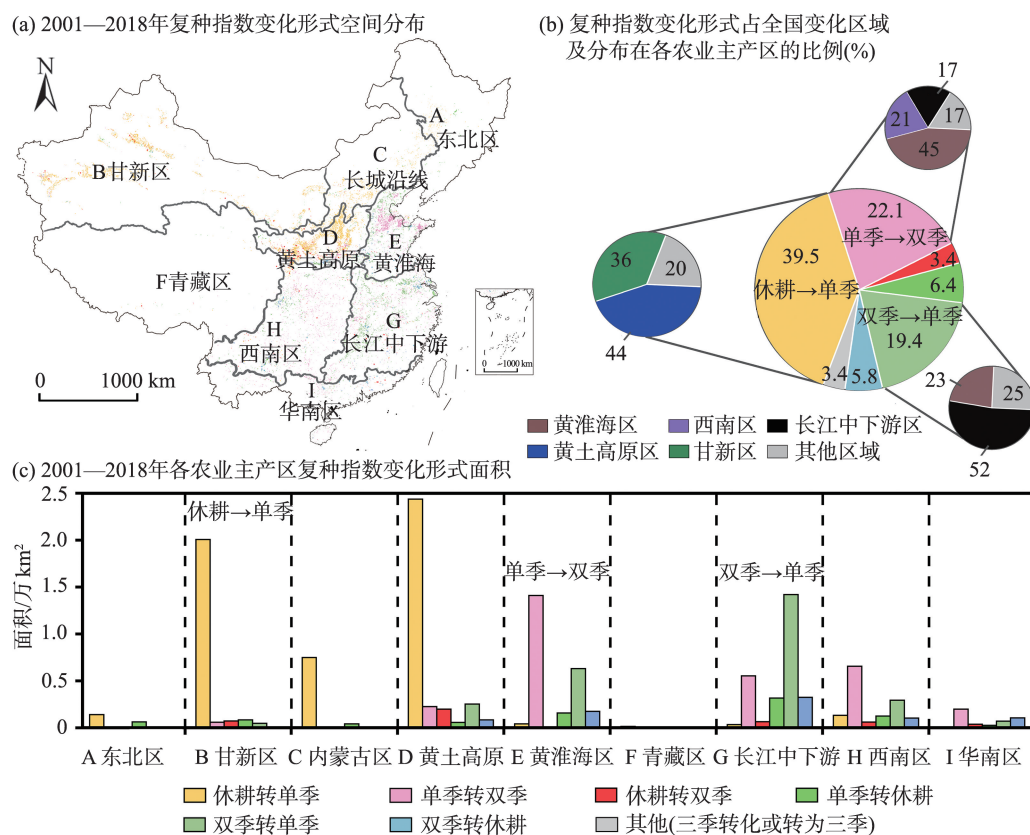 (a) 2001—2018年复种指数变化形式空间分布
N
A
东北区
B甘新区
C
长城沿线
D
黄土高原
E
黄淮海
F青藏区
H
西南区
G
长江中下游
I
华南区
0 1000 km
0 1000 km
(b) 复种指数变化形式占全国变化区域
及分布在各农业主产区的比例(%)
17
21
17
45
22.1
单季→双季
3.4
6.4
39.5
休耕→单季
双季→单季
19.4
5.8
3.4
36
20
44
23
25
52
黄淮海区 西南区 长江中下游区
黄土高原区 甘新区 其他区域
(c) 2001—2018年各农业主产区复种指数变化形式面积
面积/万 km²
2.5
2.0
1.5
1.0
0.5
0
休耕→单季
单季→双季
双季→单季
A 东北区 B 甘新区 C 内蒙古区 D 黄土高原 E 黄淮海区 F 青藏区 G 长江中下游 H 西南区 I 华南区
休耕转单季 单季转双季 休耕转双季 单季转休耕
双季转单季 双季转休耕 其他(三季转化或转为三季)